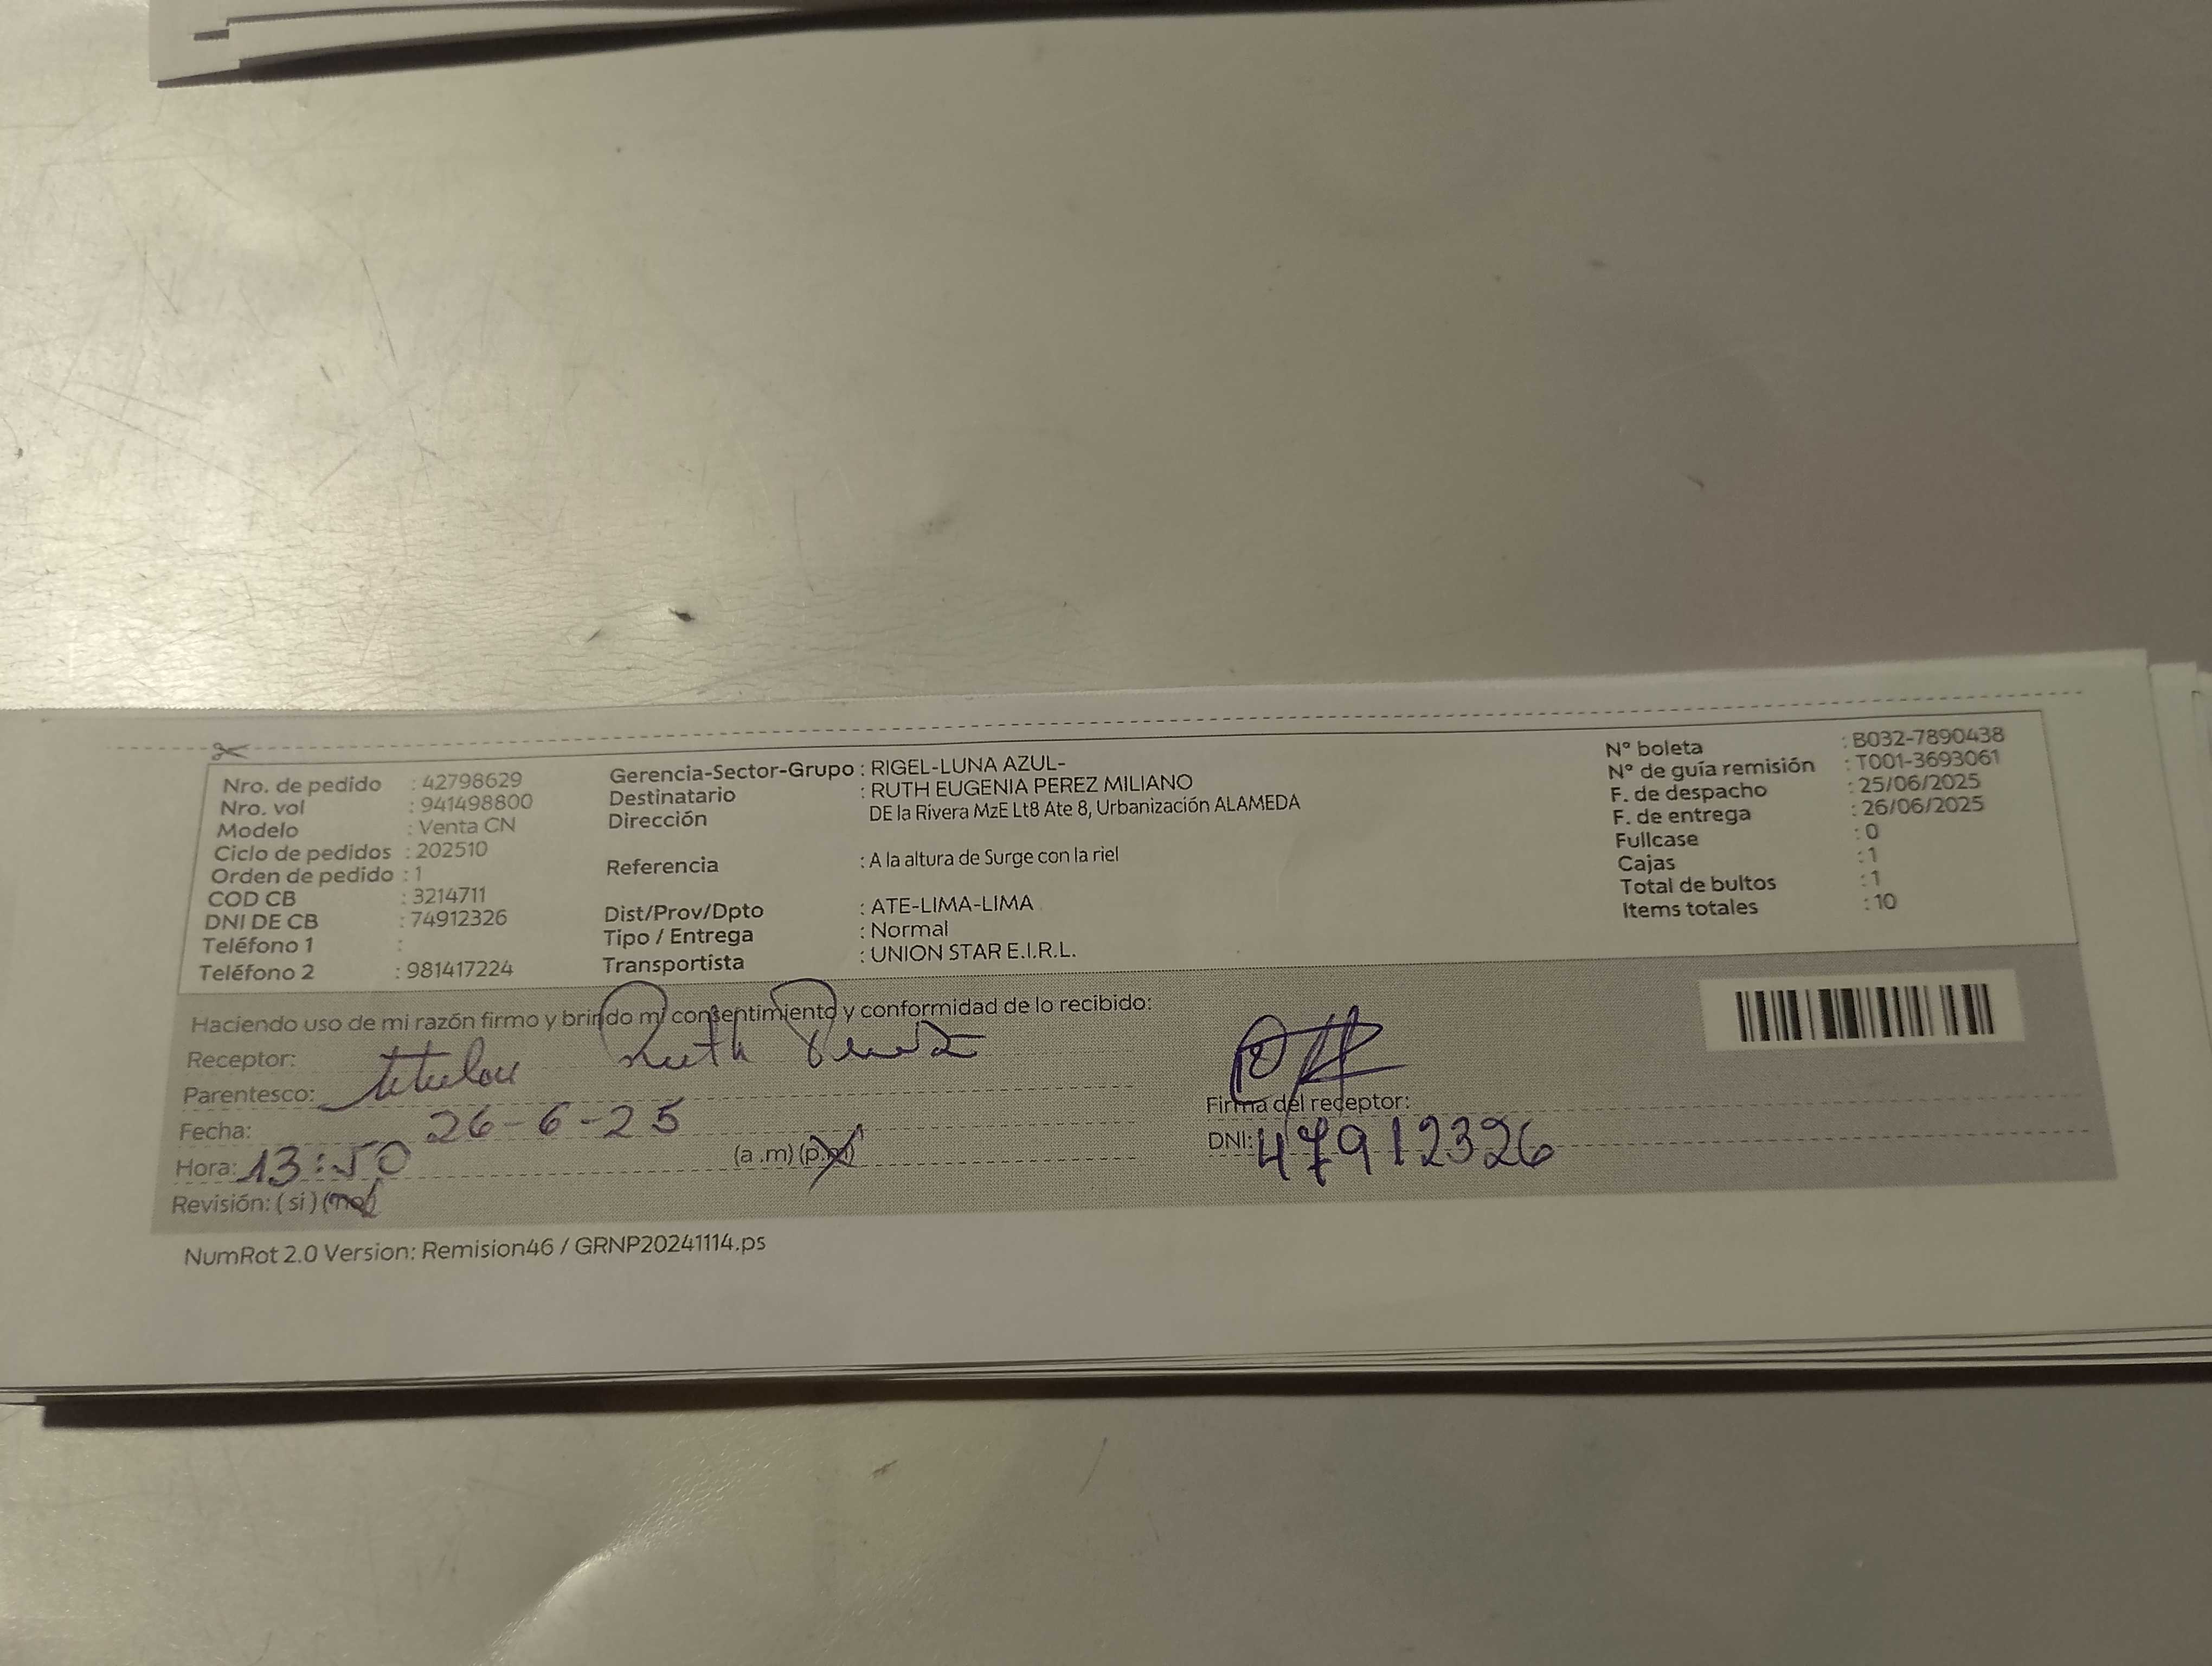 Nro. de pedido : 42798629
Nro. vol : 941498800
Modelo : Venta CN
Ciclo de pedidos : 202510
Orden de pedido : 1
COD CB : 3214711
DNI DE CB : 74912326
Teléfono 1 :
Teléfono 2 : 981417224
Gerencia-Sector-Grupo : RIGEL-LUNA AZUL-
Destinatario : RUTH EUGENIA PEREZ MILIANO
Dirección DE la Rivera MzE Lt8 Ate 8, Urbanización ALAMEDA
Referencia : A la altura de Surge con la riel
Dist/Prov/Dpto : ATE-LIMA-LIMA
Tipo / Entrega : Normal
Transportista : UNION STAR E.I.R.L.
N° boleta : B032-7890438
N° de guía remisión : T001-3693061
F. de despacho : 25/06/2025
F. de entrega : 26/06/2025
Fullcase : 0
Cajas : 1
Total de bultos : 1
Items totales : 10
Haciendo uso de mi razón firmo y brindo mi consentimiento y conformidad de lo recibido:
Receptor: Ruth
Parentesco: titular
Fecha: 26-6-25
Hora: 13:50 (a .m) (p.m)
Revisión: ( si ) (no)
Firma del receptor:
DNI: 47912326
NumRot 2.0 Version: Remision46 / GRNP20241114.ps